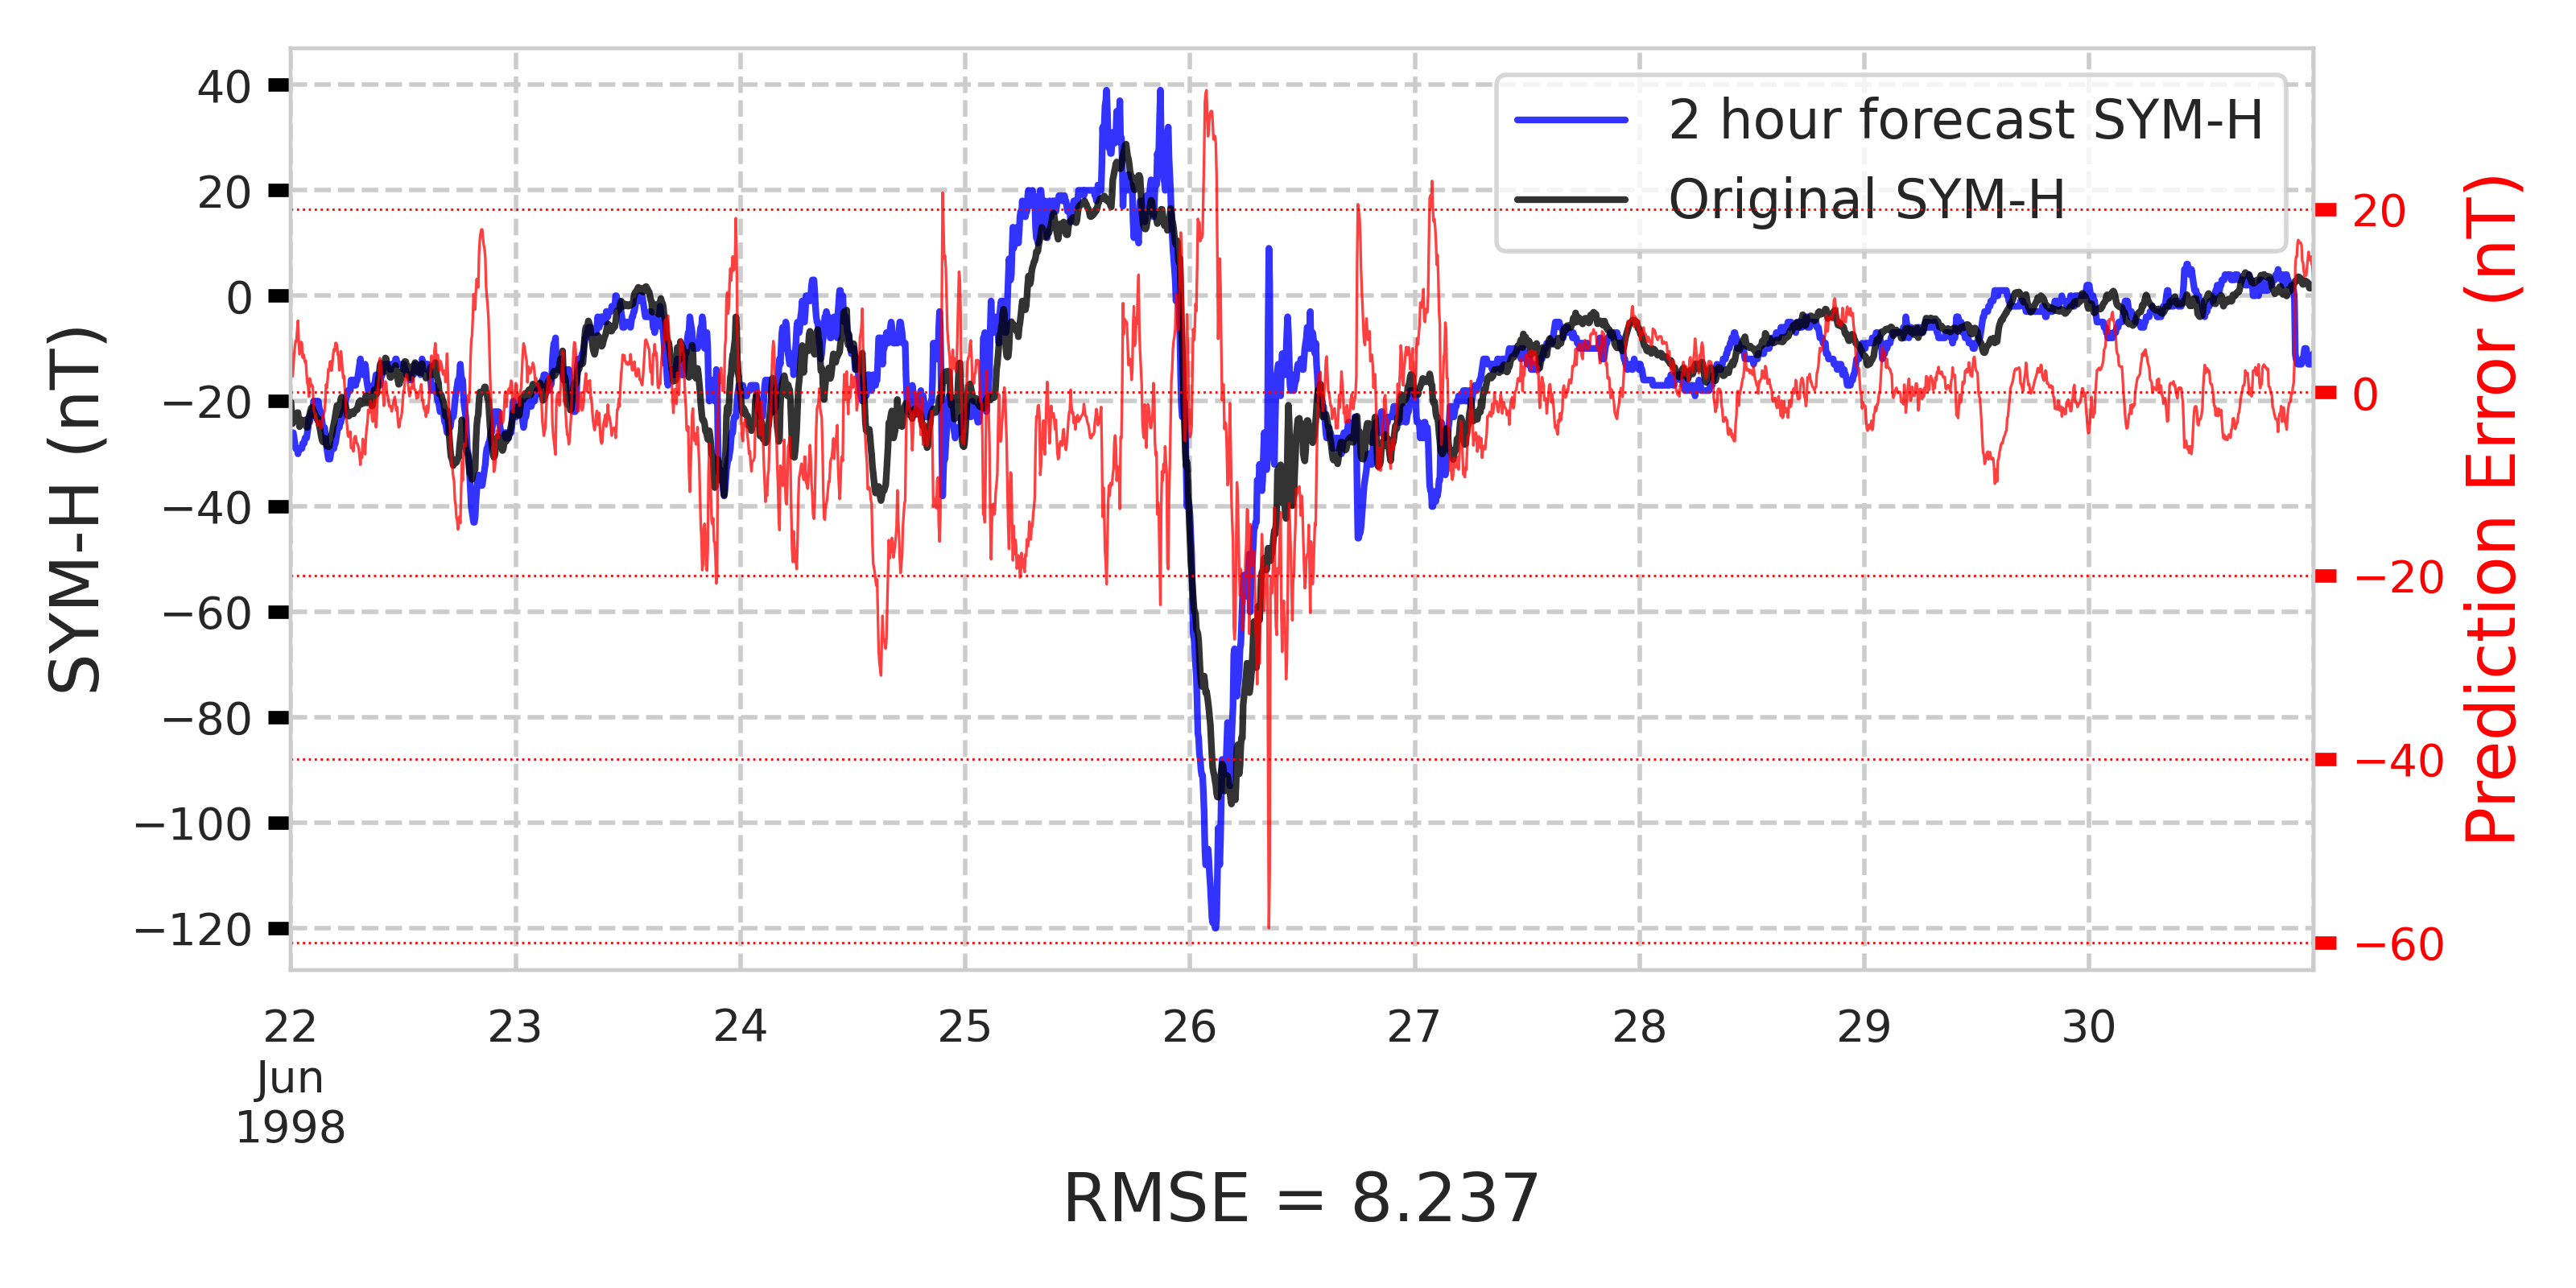 2 hour forecast SYM-H
Original SYM-H
SYM-H (nT)
40
20
0
−20
−40
−60
−80
−100
−120
Prediction Error (nT)
20
0
−20
−40
−60
22 23 24 25 26 27 28 29 30
Jun
1998
RMSE = 8.237